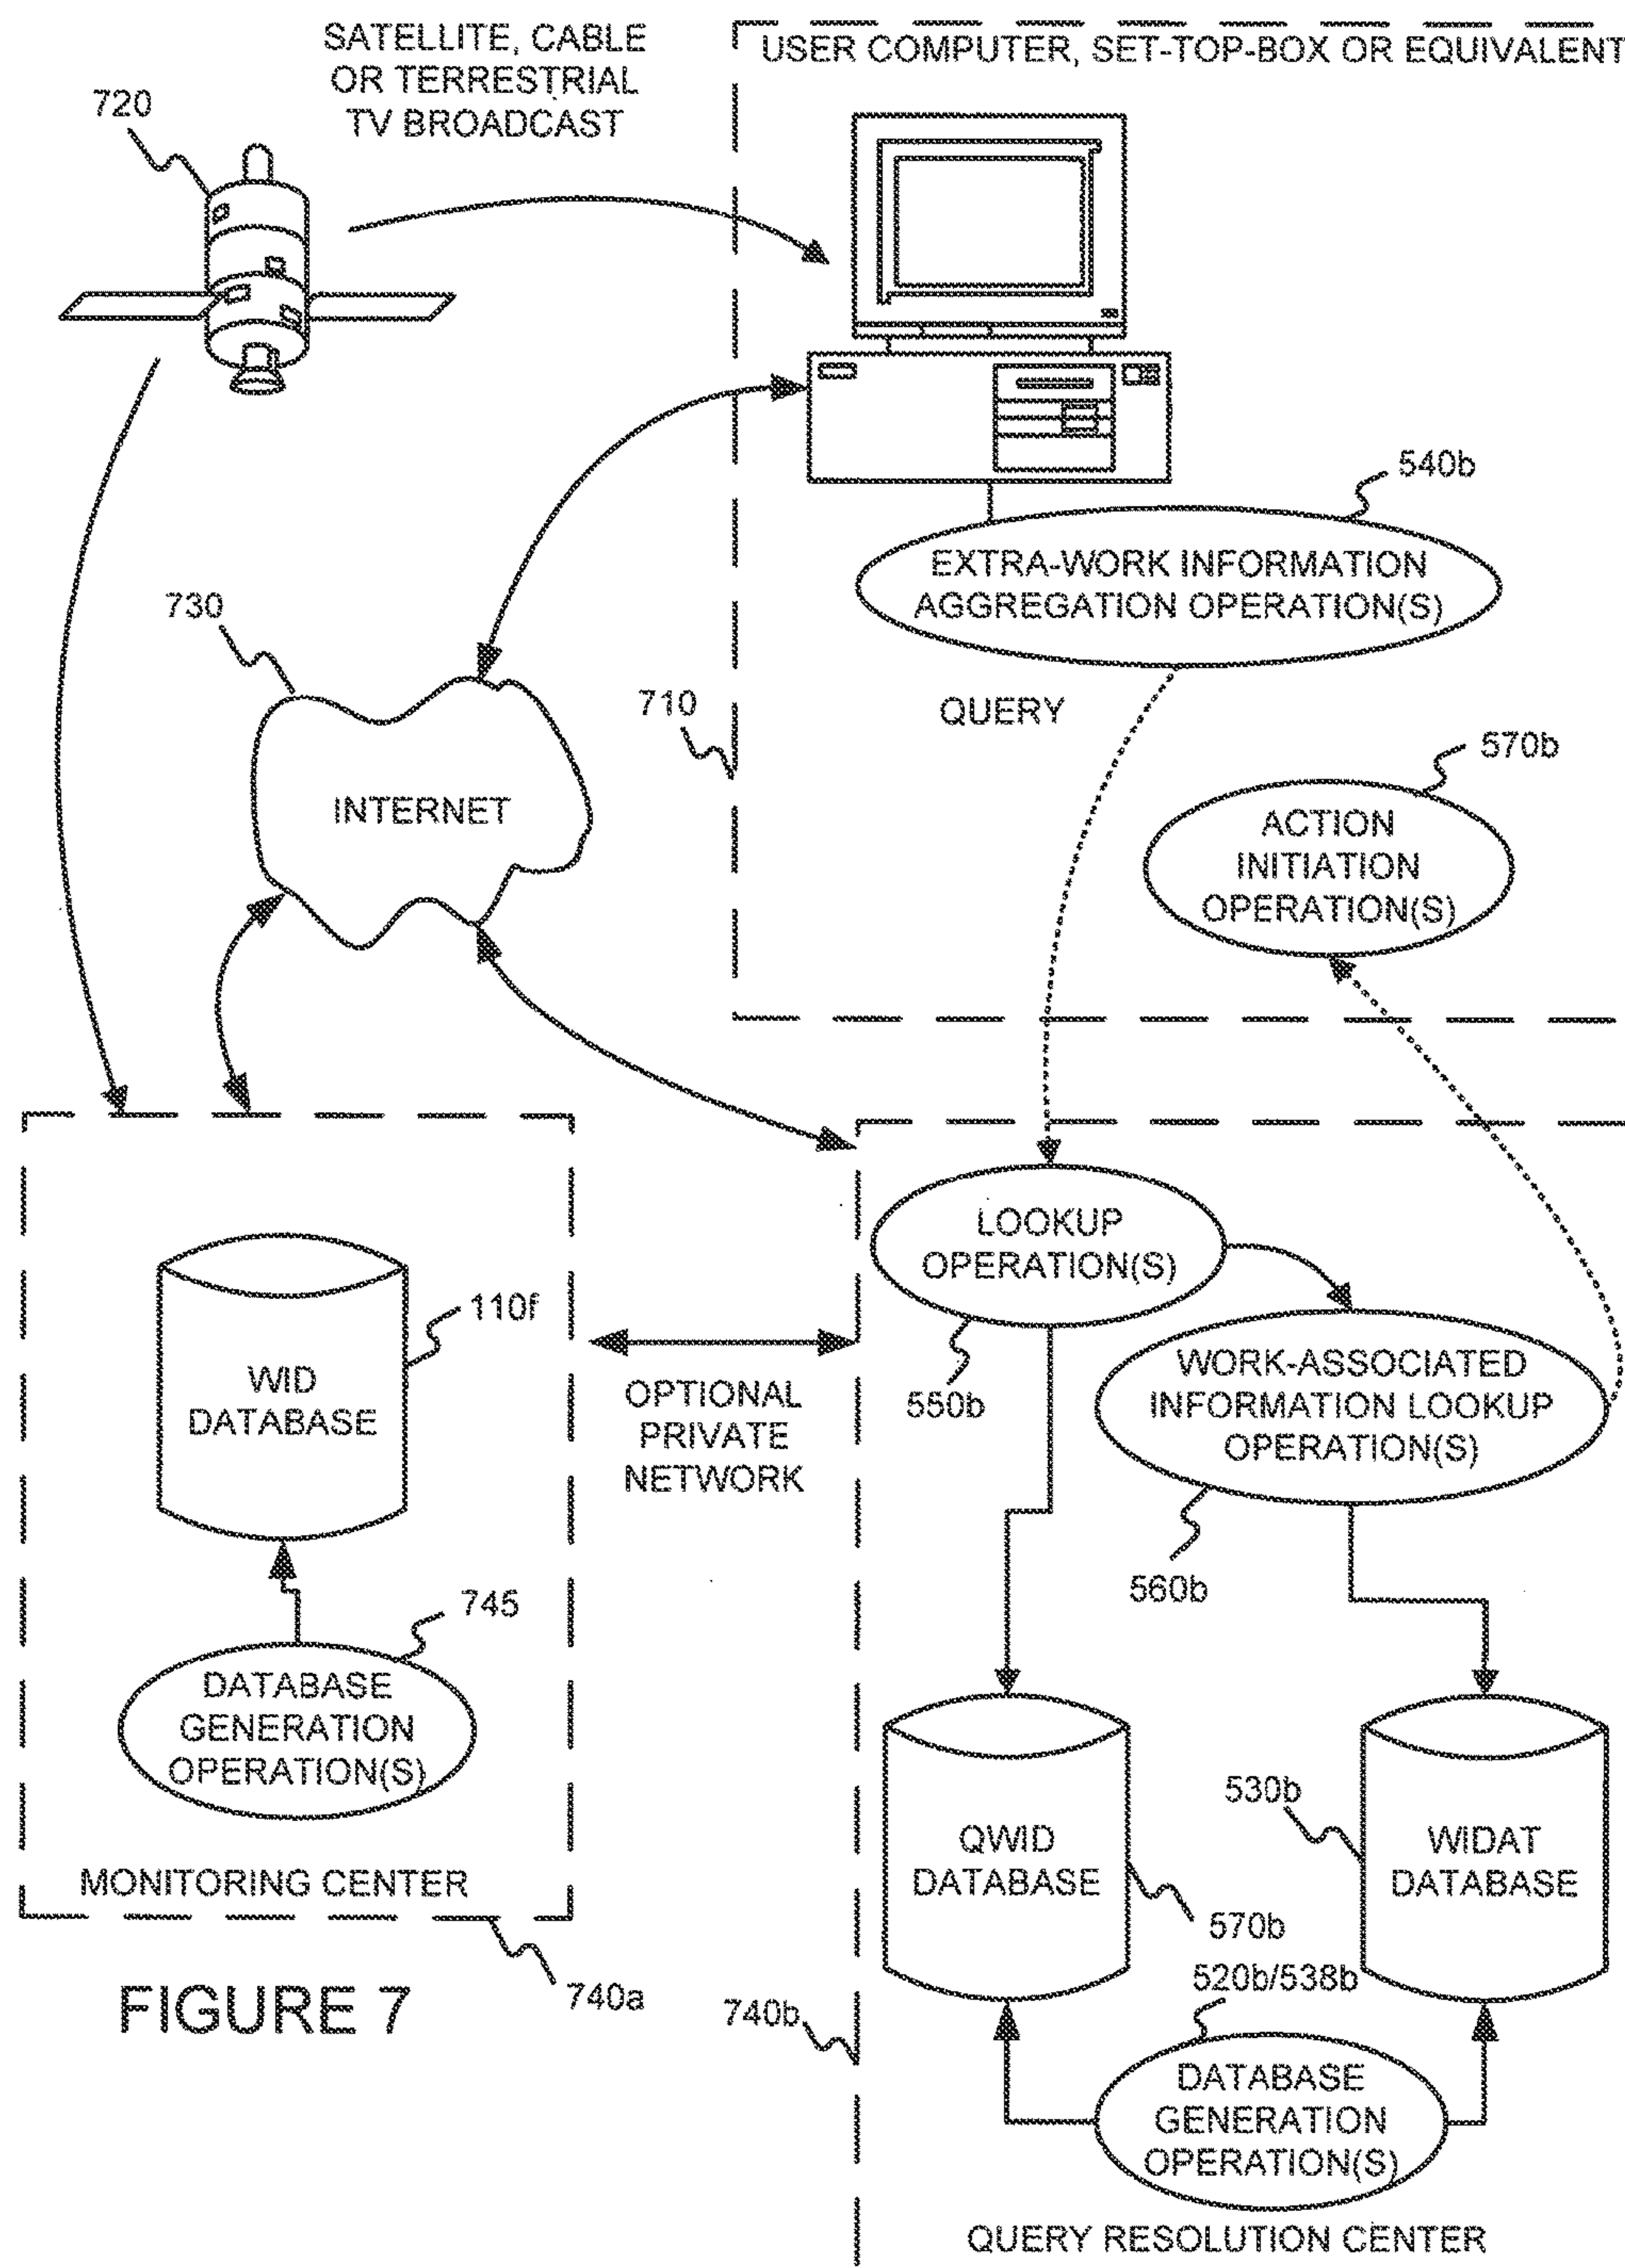 SATELLITE, CABLE
OR TERRESTRIAL
TV BROADCAST
USER COMPUTER, SET-TOP-BOX OR EQUIVALENT
720
540b
EXTRA-WORK INFORMATION
AGGREGATION OPERATION(S)
730
710
QUERY
570b
INTERNET
ACTION
INITIATION
OPERATION(S)
LOOKUP
OPERATION(S)
110f
WID
DATABASE
OPTIONAL
PRIVATE
NETWORK
550b
WORK-ASSOCIATED
INFORMATION LOOKUP
OPERATION(S)
560b
745
DATABASE
GENERATION
OPERATION(S)
530b
QWID
DATABASE
WIDAT
DATABASE
MONITORING CENTER
570b
740a
FIGURE 7
520b/538b
740b
DATABASE
GENERATION
OPERATION(S)
QUERY RESOLUTION CENTER